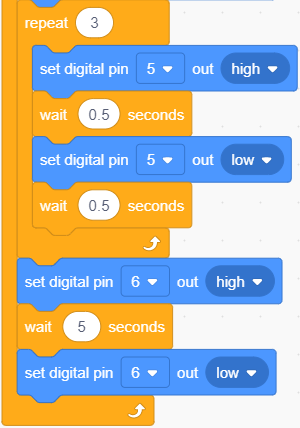 repeat 3
set digital pin 5 out high
wait 0.5 seconds
set digital pin 5 out low
wait 0.5 seconds
set digital pin 6 out high
wait 5 seconds
set digital pin 6 out low